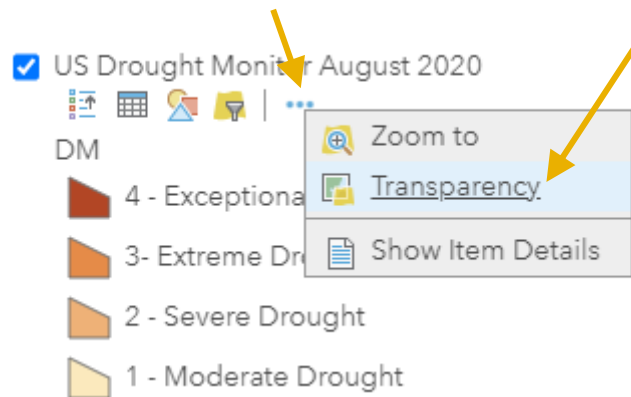 US Drought Monitor August 2020
Zoom to
DM
Transparency
4 - Exceptiona
Show Item Details
3- Extreme Dr
2 - Severe Drought
1 - Moderate Drought